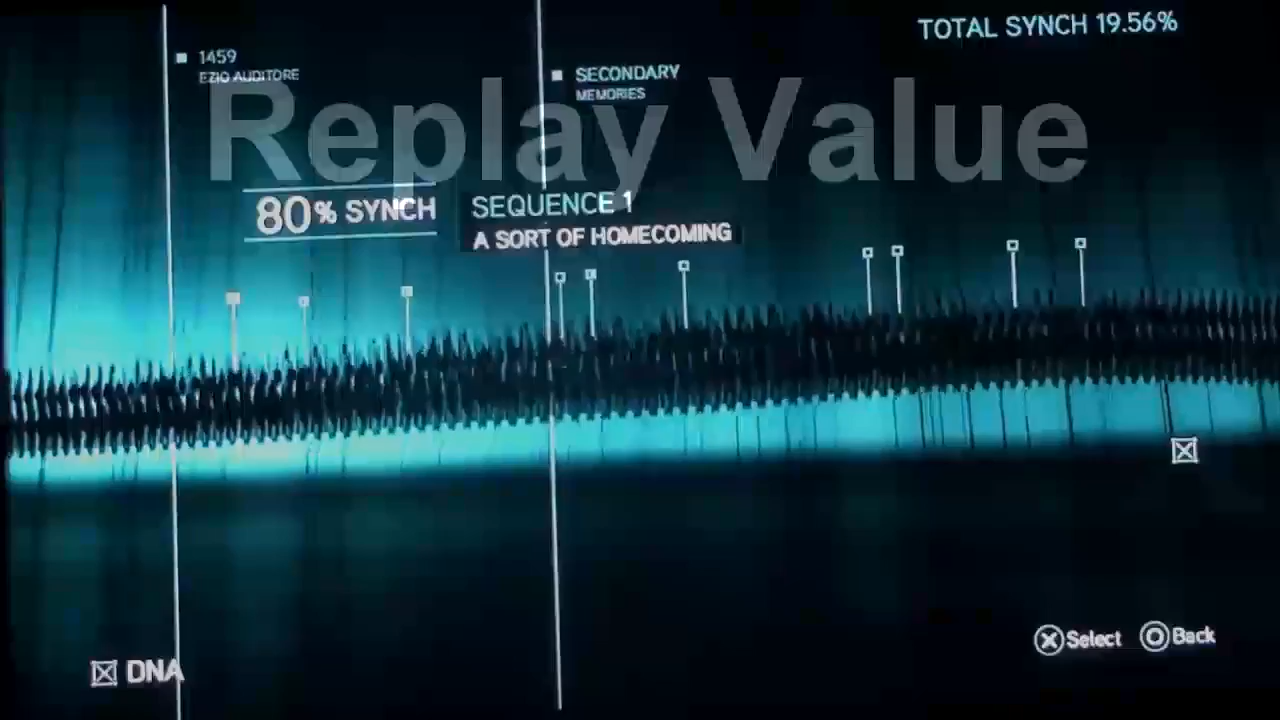 TOTAL SYNCH 19.56%
1459
EZIO AUDITORE
SECONDARY
MEMORIES
Replay Value
80% SYNCH
SEQUENCE 1
A SORT OF HOMECOMING
Select
Back
DNA